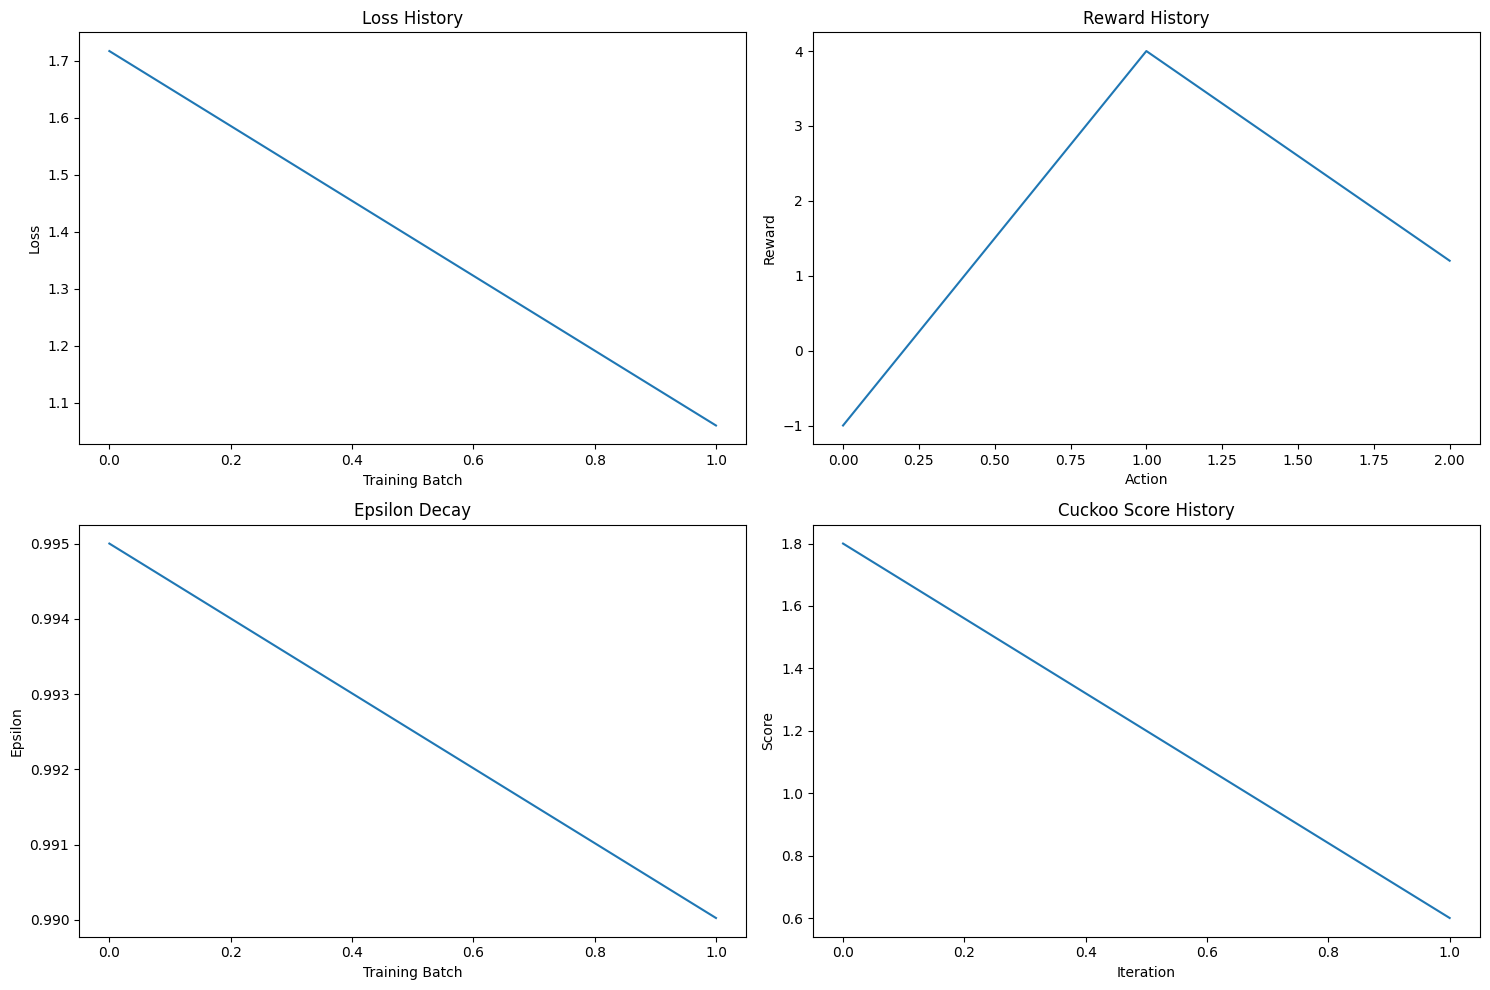 Loss History
1.7
1.6
1.5
1.4
1.3
1.2
1.1
Loss
0.0 0.2 0.4 0.6 0.8 1.0
Training Batch
Reward History
4
3
2
1
0
−1
Reward
0.00 0.25 0.50 0.75 1.00 1.25 1.50 1.75 2.00
Action
Epsilon Decay
0.995
0.994
0.993
0.992
0.991
0.990
Epsilon
0.0 0.2 0.4 0.6 0.8 1.0
Training Batch
Cuckoo Score History
1.8
1.6
1.4
1.2
1.0
0.8
0.6
Score
0.0 0.2 0.4 0.6 0.8 1.0
Iteration